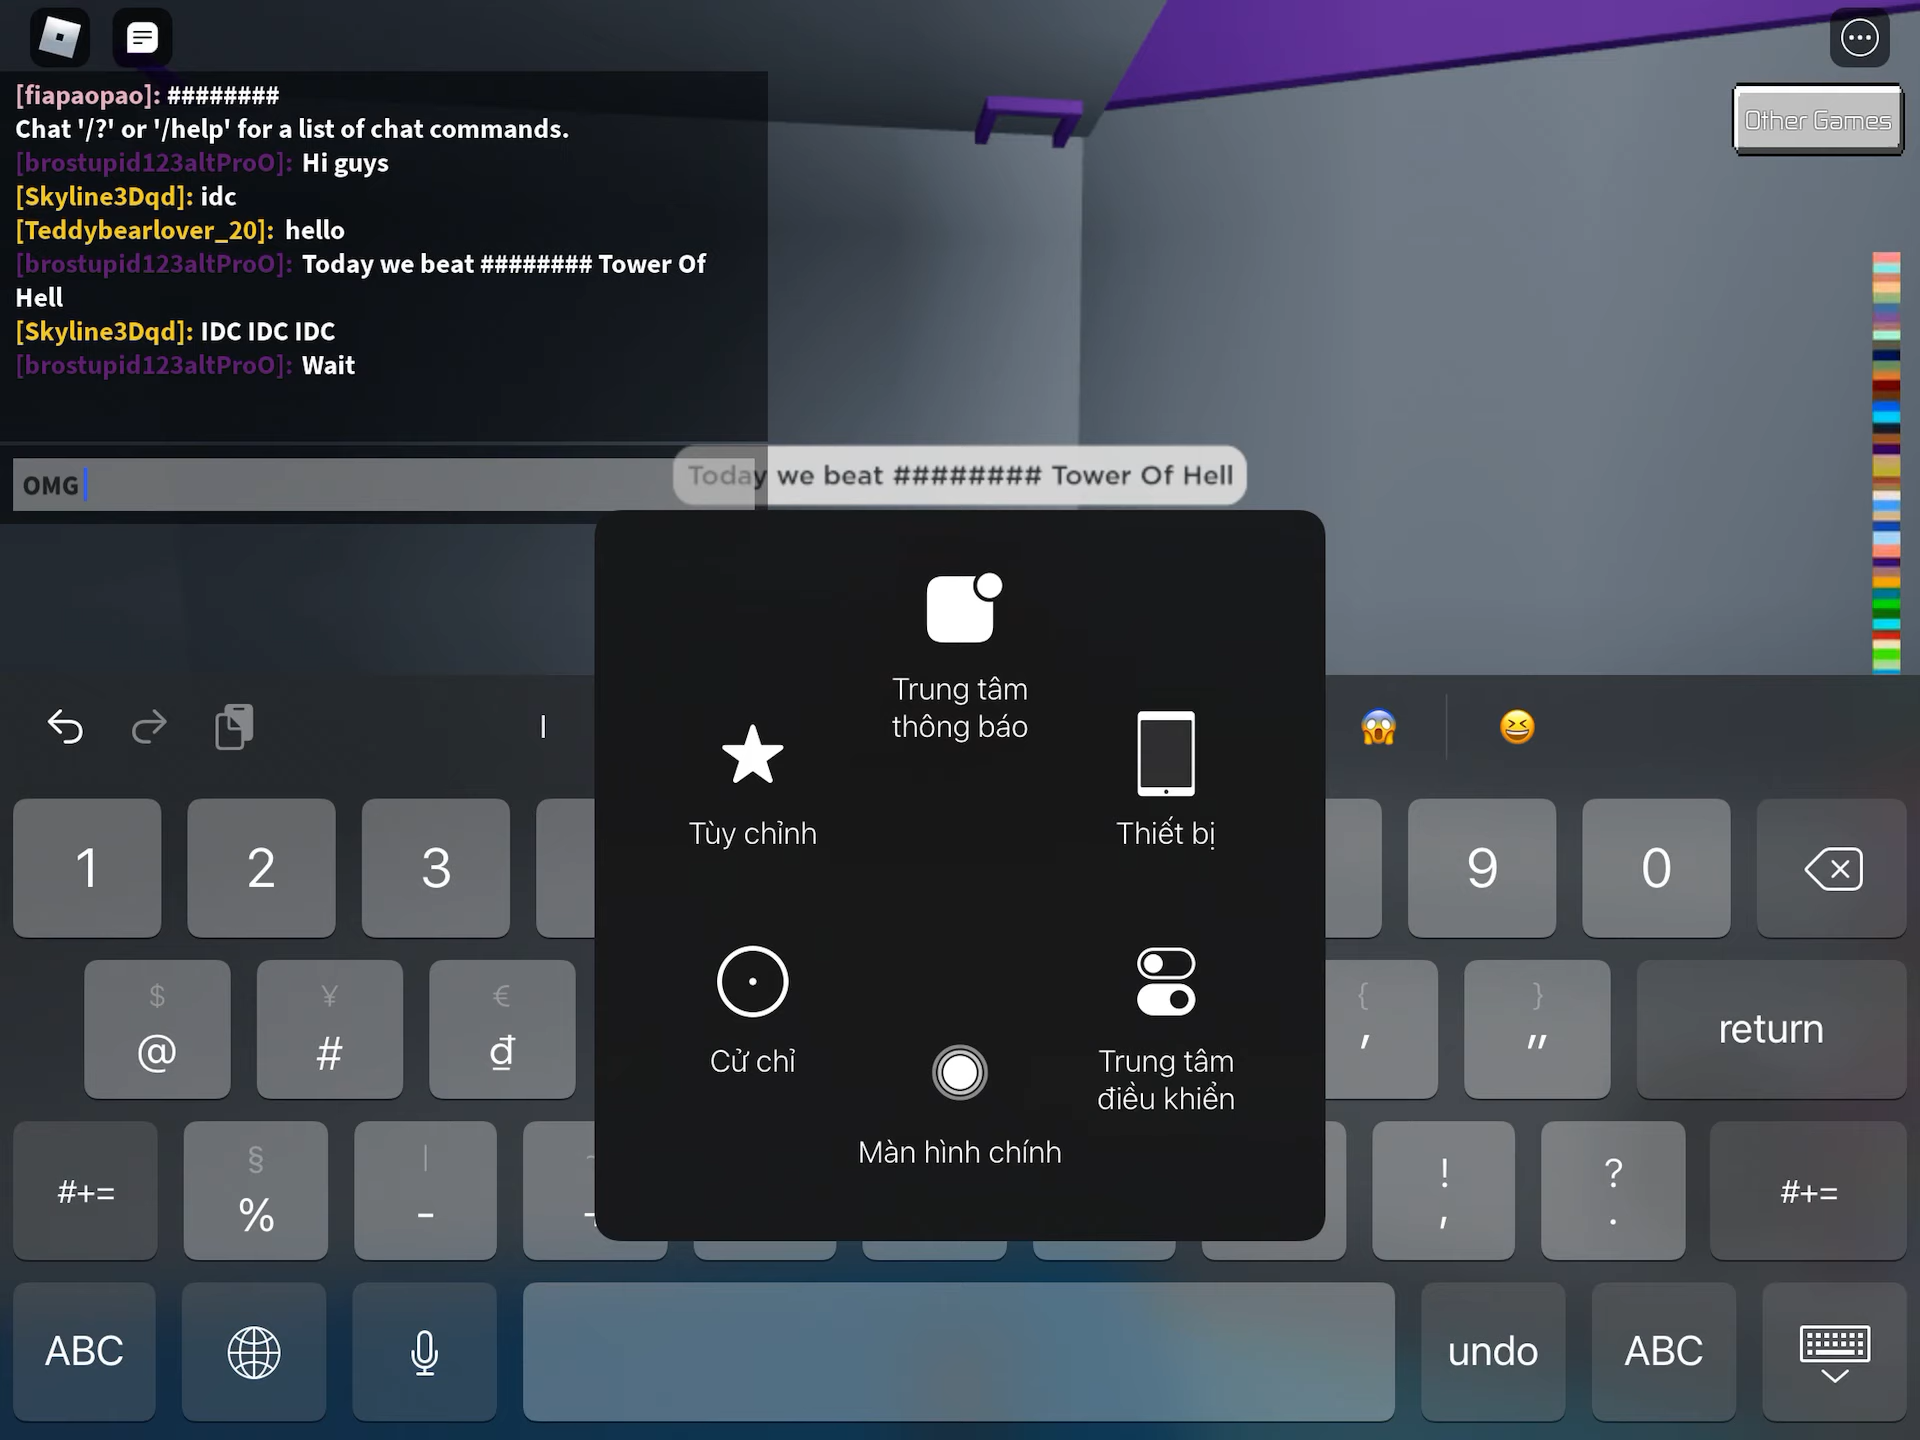 [fiapaopao]: ########
Chat '/?' or '/help' for a list of chat commands.
[brostupid123altProO]: Hi guys
[Skyline3Dqd]: idc
[Teddybearlover_20]: hello
[brostupid123altProO]: Today we beat ######## Tower Of
Hell
[Skyline3Dqd]: IDC IDC IDC
[brostupid123altProO]: Wait
Other Games
OMG
Today we beat ######## Tower Of Hell
Trung tâm
thông báo
Tùy chỉnh
Thiết bị
Cử chỉ
Trung tâm
điều khiển
Màn hình chính
I
1 2 3 9 0
$ ¥ € { }
@ # đ ' " return
§ | ! ?
#+= % - , . #+=
ABC undo ABC